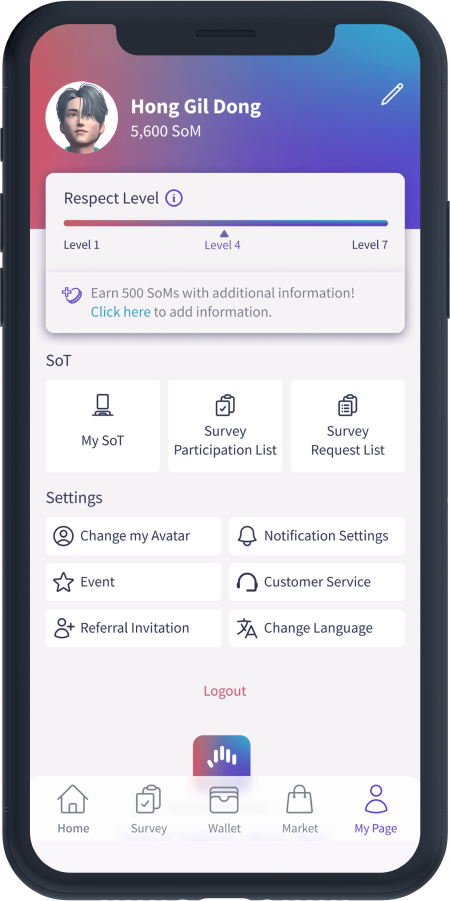 Hong Gil Dong
5,600 SoM
Respect Level
Level 1 Level 4 Level 7
Earn 500 SoMs with additional information!
Click here to add information.
SoT
My SoT
Survey
Participation List
Survey
Request List
Settings
Change my Avatar
Notification Settings
Event
Customer Service
Referral Invitation
Change Language
Logout
Home Survey Wallet Market My Page